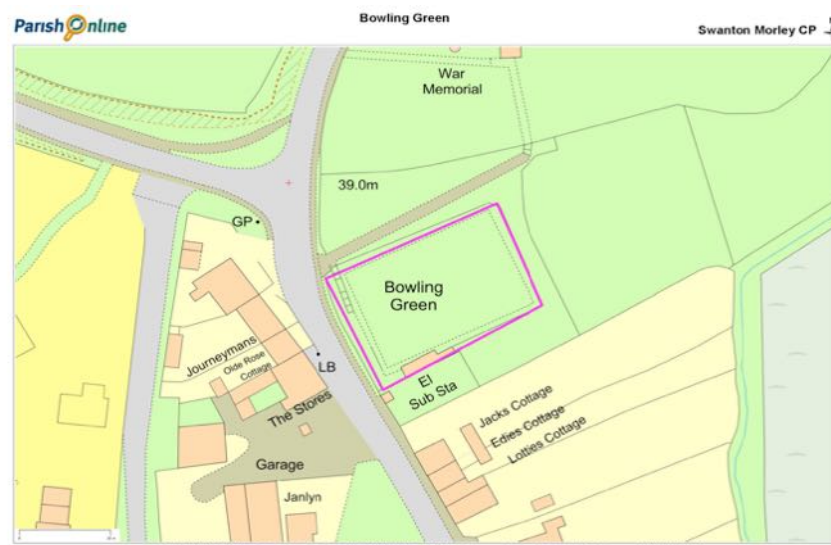 Parish Online
Bowling Green
Swanton Morley CP
War
Memorial
39.0m
GP
Bowling
Green
Journeymans
Olde Rose
Cottage
LB
El
Sub Sta
The Stores
Jacks Cottage
Edies Cottage
Lotties Cottage
Garage
Janlyn